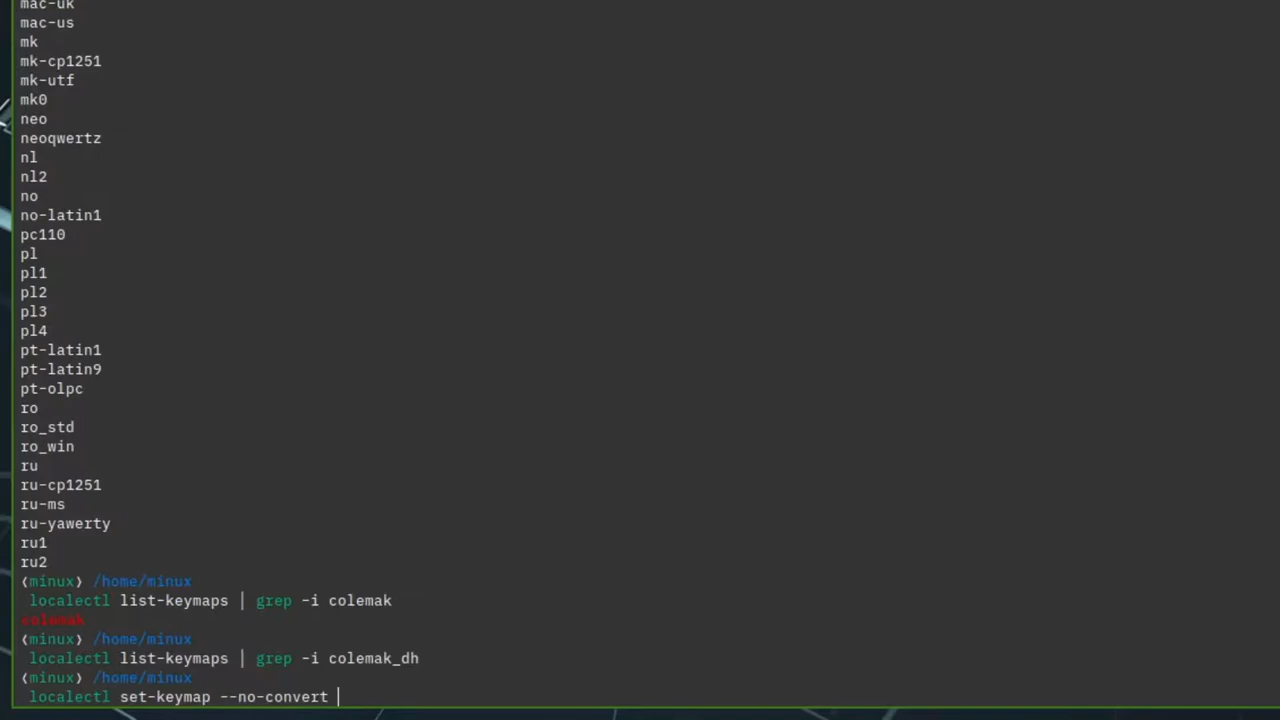 mac-uk
mac-us
mk
mk-cp1251
mk-utf
mk0
neo
neoqwertz
nl
nl2
no
no-latin1
pc110
pl
pl1
pl2
pl3
pl4
pt-latin1
pt-latin9
pt-olpc
ro
ro_std
ro_win
ru
ru-cp1251
ru-ms
ru-yawerty
ru1
ru2
(minux) /home/minux
localectl list-keymaps | grep -i colemak
colemak
(minux) /home/minux
localectl list-keymaps | grep -i colemak_dh
(minux) /home/minux
localectl set-keymap --no-convert